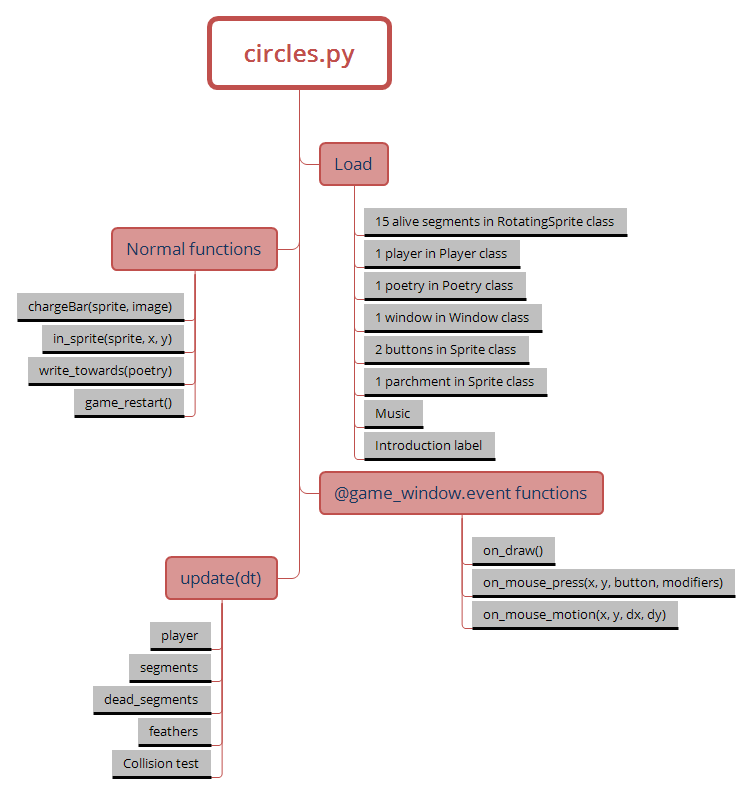 circles.py
Load
15 alive segments in RotatingSprite class
1 player in Player class
1 poetry in Poetry class
1 window in Window class
2 buttons in Sprite class
1 parchment in Sprite class
Music
Introduction label
Normal functions
chargeBar(sprite, image)
in_sprite(sprite, x, y)
write_towards(poetry)
game_restart()
@game_window.event functions
on_draw()
on_mouse_press(x, y, button, modifiers)
on_mouse_motion(x, y, dx, dy)
update(dt)
player
segments
dead_segments
feathers
Collision test